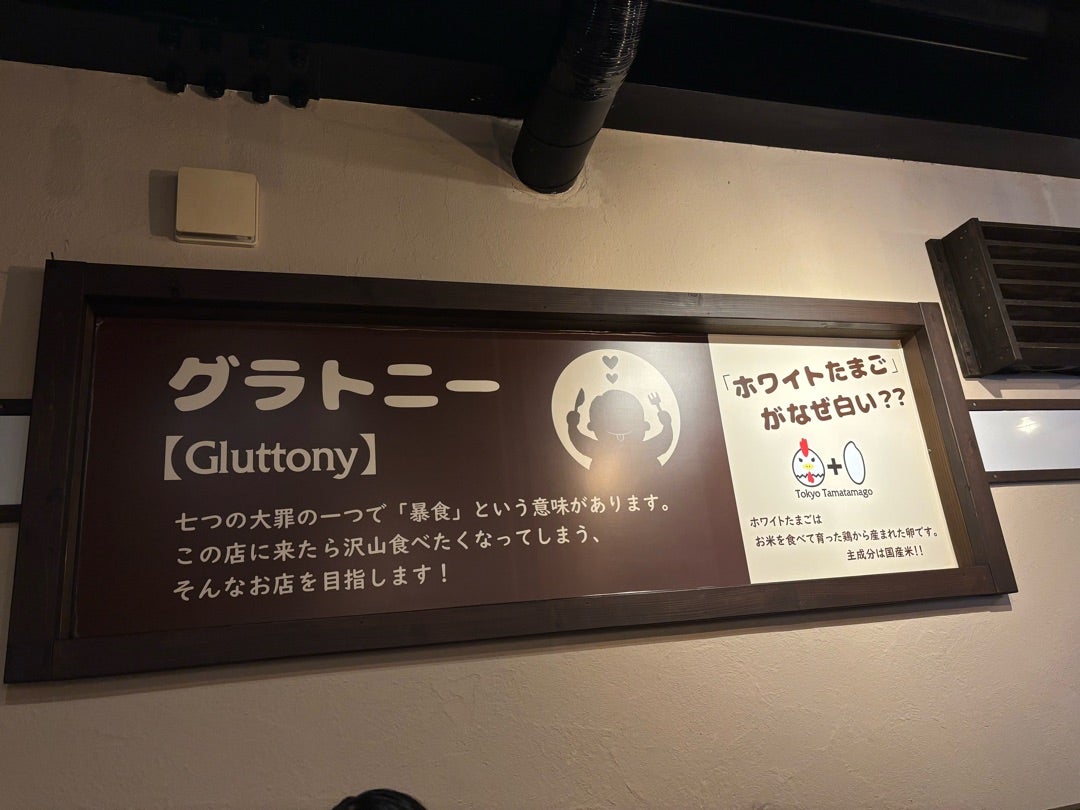 グラトニー
【Gluttony】
七つの大罪の一つで「暴食」という意味があります。
この店に来たら沢山食べたくなってしまう、
そんなお店を目指します！
「ホワイトたまご」
がなぜ白い??
+
Tokyo Tamatamago
ホワイトたまごは
お米を食べて育った鶏から産まれた卵です。
主成分は国産米!!